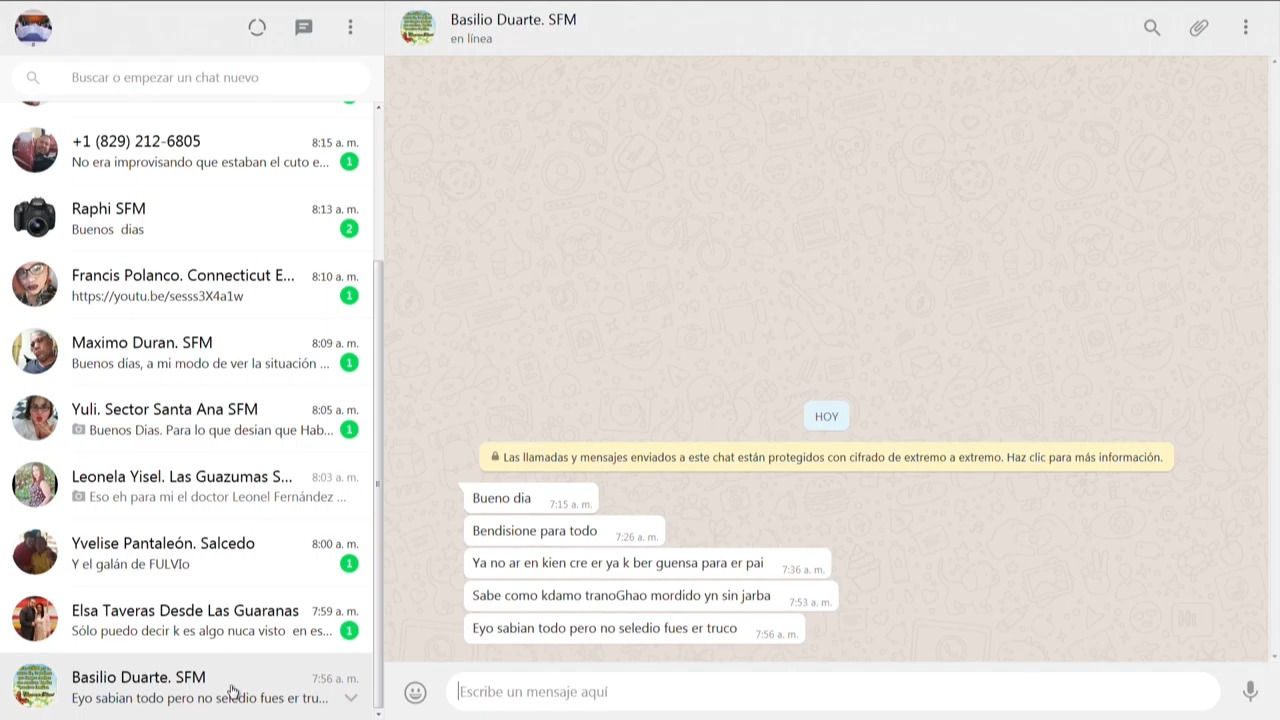 Buscar o empezar un chat nuevo
+1 (829) 212-6805
8:15 a. m.
No era improvisando que estaban el cuto e...
1
Raphi SFM
8:13 a. m.
Buenos dias
2
Francis Polanco. Connecticut E...
8:10 a. m.
https://youtu.be/sesss3X4a1w
1
Maximo Duran. SFM
8:09 a. m.
Buenos días, a mi modo de ver la situación ...
1
Yuli. Sector Santa Ana SFM
8:05 a. m.
Buenos Dias. Para lo que desian que Hab...
1
Leonela Yisel. Las Guazumas S...
8:03 a. m.
Eso eh para mi el doctor Leonel Fernández ...
Yvelise Pantaleón. Salcedo
8:00 a. m.
Y el galán de FULVIo
1
Elsa Taveras Desde Las Guaranas
7:59 a. m.
Sólo puedo decir k es algo nuca visto en es...
1
Basilio Duarte. SFM
7:56 a. m.
Eyo sabian todo pero no seledio fues er tru...
Basilio Duarte. SFM
en línea
HOY
Las llamadas y mensajes enviados a este chat están protegidos con cifrado de extremo a extremo. Haz clic para más información.
Bueno dia
7:15 a. m.
Bendisione para todo
7:26 a. m.
Ya no ar en kien cre er ya k ber guensa para er pai
7:36 a. m.
Sabe como kdamo tranoGhao mordido yn sin jarba
7:53 a. m.
Eyo sabian todo pero no seledio fues er truco
7:56 a. m.
Escribe un mensaje aquí